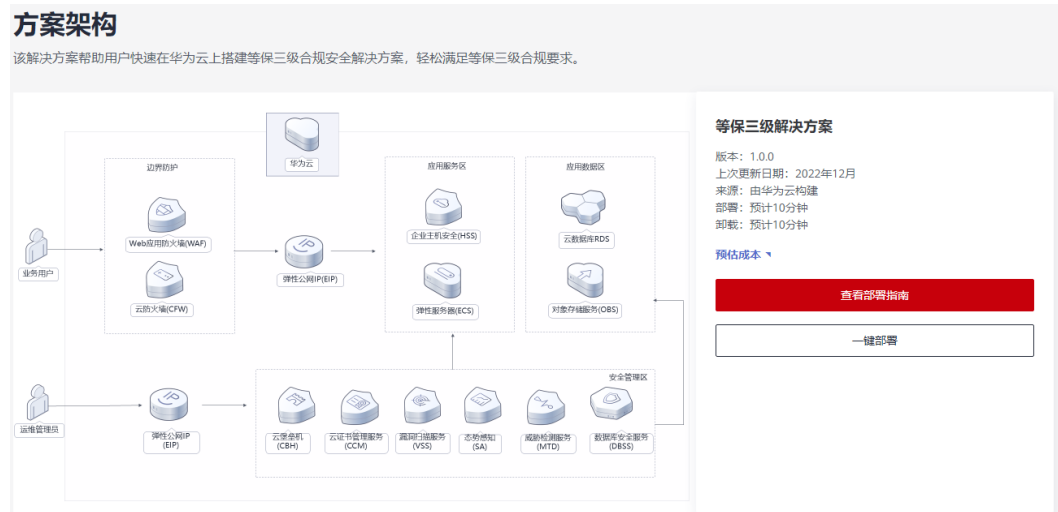 方案架构
该解决方案帮助用户快速在华为云上搭建等保三级合规安全解决方案，轻松满足等保三级合规要求。
华为云
边界防护
Web应用防火墙(WAF)
云防火墙(CFW)
业务用户
弹性公网IP(EIP)
应用服务区
企业主机安全(HSS)
弹性服务器(ECS)
应用数据区
云数据库RDS
对象存储服务(OBS)
运维管理员
弹性公网IP
(EIP)
安全管理区
云堡垒机
(CBH)
云证书管理服务
(CCM)
漏洞扫描服务
(VSS)
态势感知
(SA)
威胁检测服务
(MTD)
数据库安全服务
(DBSS)
等保三级解决方案
版本：1.0.0
上次更新日期：2022年12月
来源：由华为云构建
部署：预计10分钟
卸载：预计10分钟
预估成本
查看部署指南
一键部署